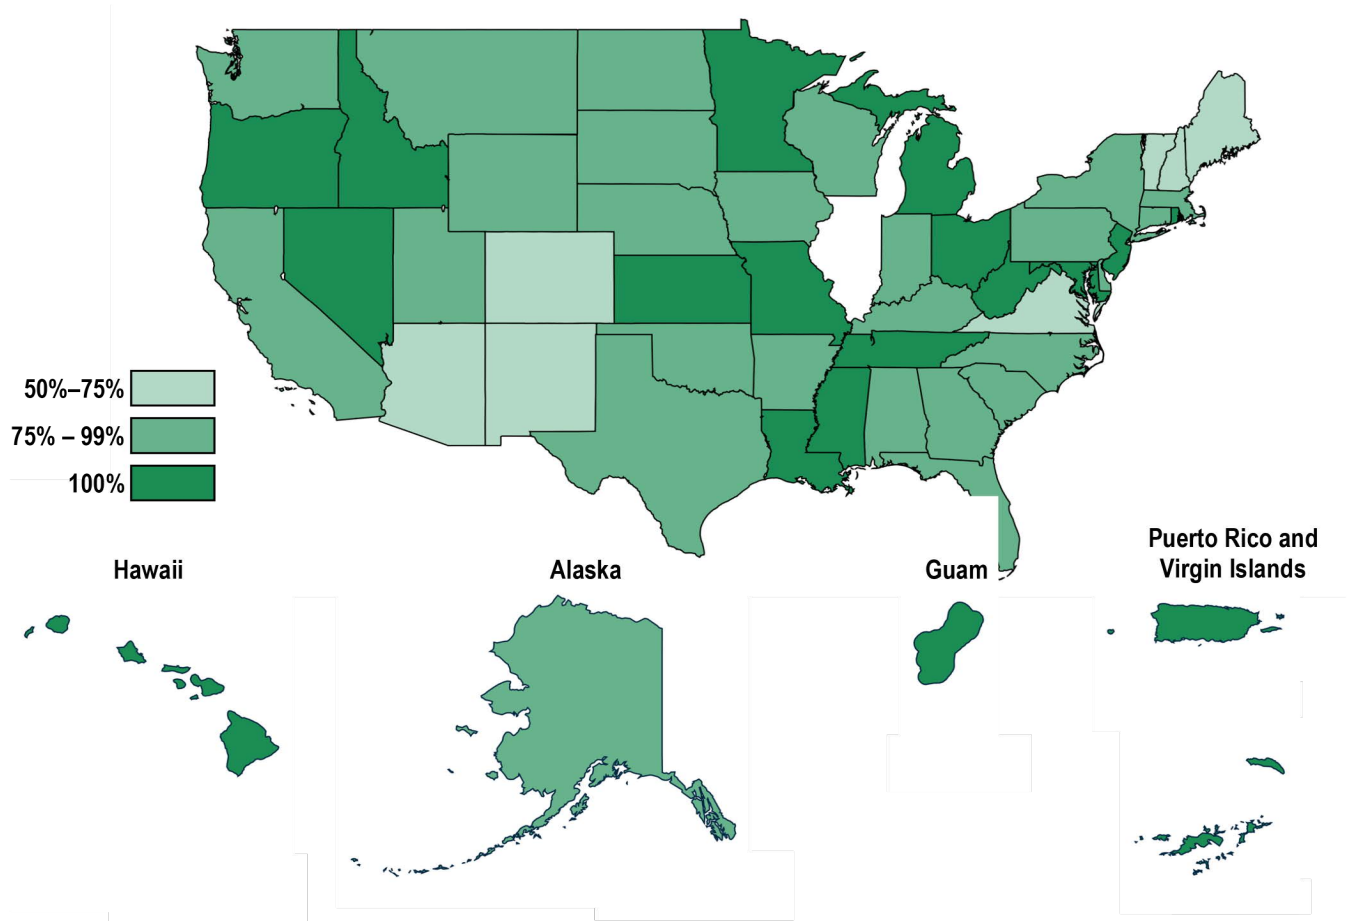 50%–75%
75% – 99%
100%
Hawaii
Alaska
Guam
Puerto Rico and
Virgin Islands